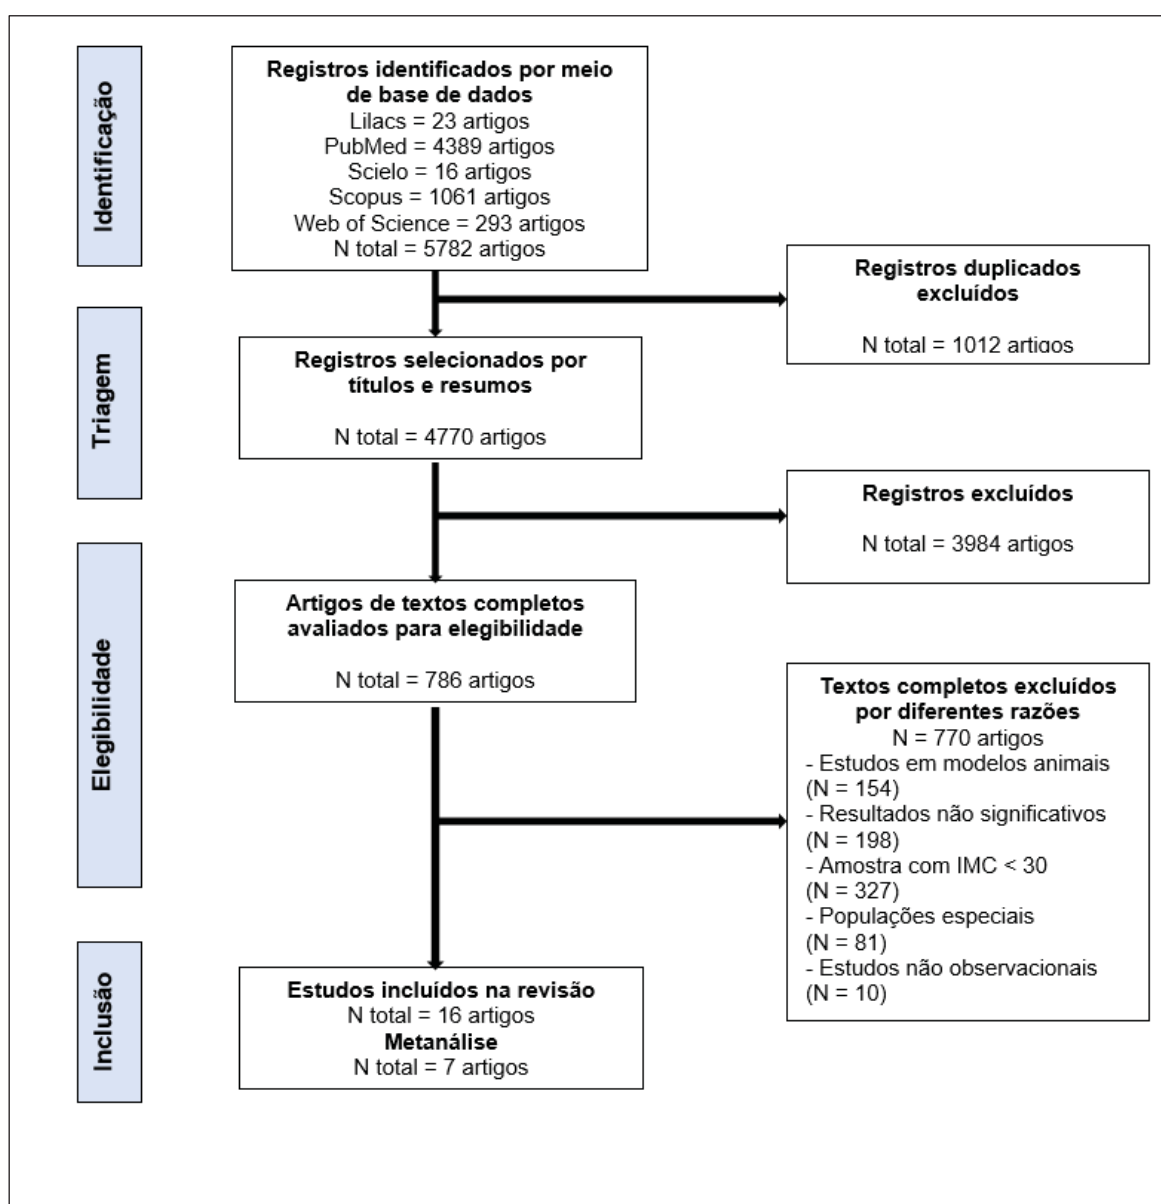 Identificação
Registros identificados por meio
de base de dados
Lilacs = 23 artigos
PubMed = 4389 artigos
Scielo = 16 artigos
Scopus = 1061 artigos
Web of Science = 293 artigos
N total = 5782 artigos
Registros duplicados
excluídos
N total = 1012 artigos
Triagem
Registros selecionados por
títulos e resumos
N total = 4770 artigos
Registros excluídos
N total = 3984 artigos
Elegibilidade
Artigos de textos completos
avaliados para elegibilidade
N total = 786 artigos
Textos completos excluídos
por diferentes razões
N = 770 artigos
- Estudos em modelos animais
(N = 154)
- Resultados não significativos
(N = 198)
- Amostra com IMC < 30
(N = 327)
- Populações especiais
(N = 81)
- Estudos não observacionais
(N = 10)
Inclusão
Estudos incluídos na revisão
N total = 16 artigos
Metanálise
N total = 7 artigos